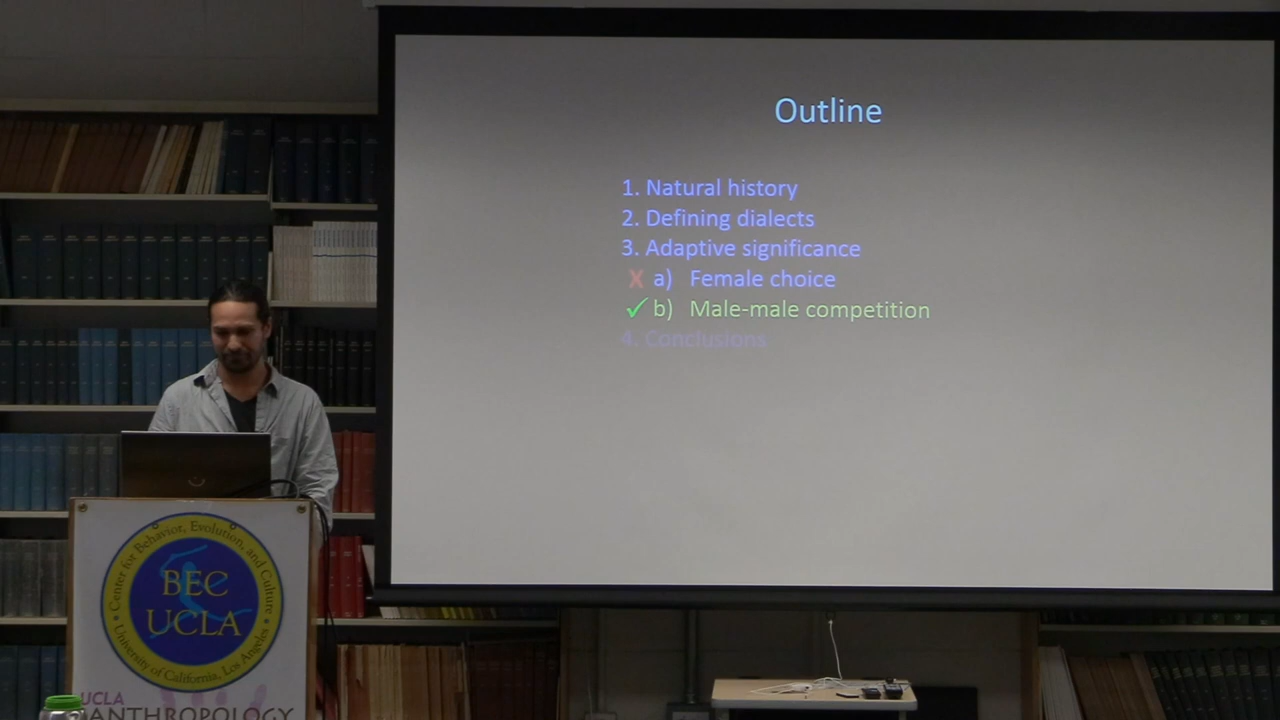 Outline
1. Natural history
2. Defining dialects
3. Adaptive significance
X a) Female choice
✓ b) Male-male competition
4. Conclusions
Center for Behavior, Evolution, and Culture
BEC
UCLA
University of California, Los Angeles
UCLA
ANTHROPOLOGY